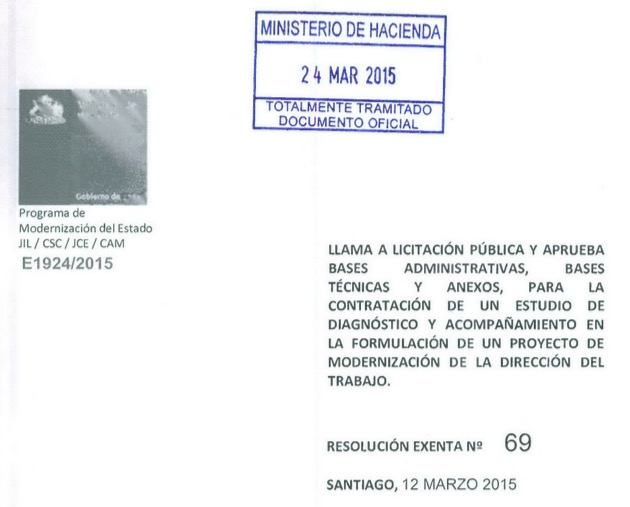 MINISTERIO DE HACIENDA
24 MAR 2015
TOTALMENTE TRAMITADO
DOCUMENTO OFICIAL
Gobierno de
Programa de
Modernización del Estado
JIL / CSC / JCE / CAM
E1924/2015
LLAMA A LICITACIÓN PÚBLICA Y APRUEBA
BASES ADMINISTRATIVAS, BASES
TÉCNICAS Y ANEXOS, PARA LA
CONTRATACIÓN DE UN ESTUDIO DE
DIAGNÓSTICO Y ACOMPAÑAMIENTO EN
LA FORMULACIÓN DE UN PROYECTO DE
MODERNIZACIÓN DE LA DIRECCIÓN DEL
TRABAJO.
RESOLUCIÓN EXENTA Nº 69
SANTIAGO, 12 MARZO 2015